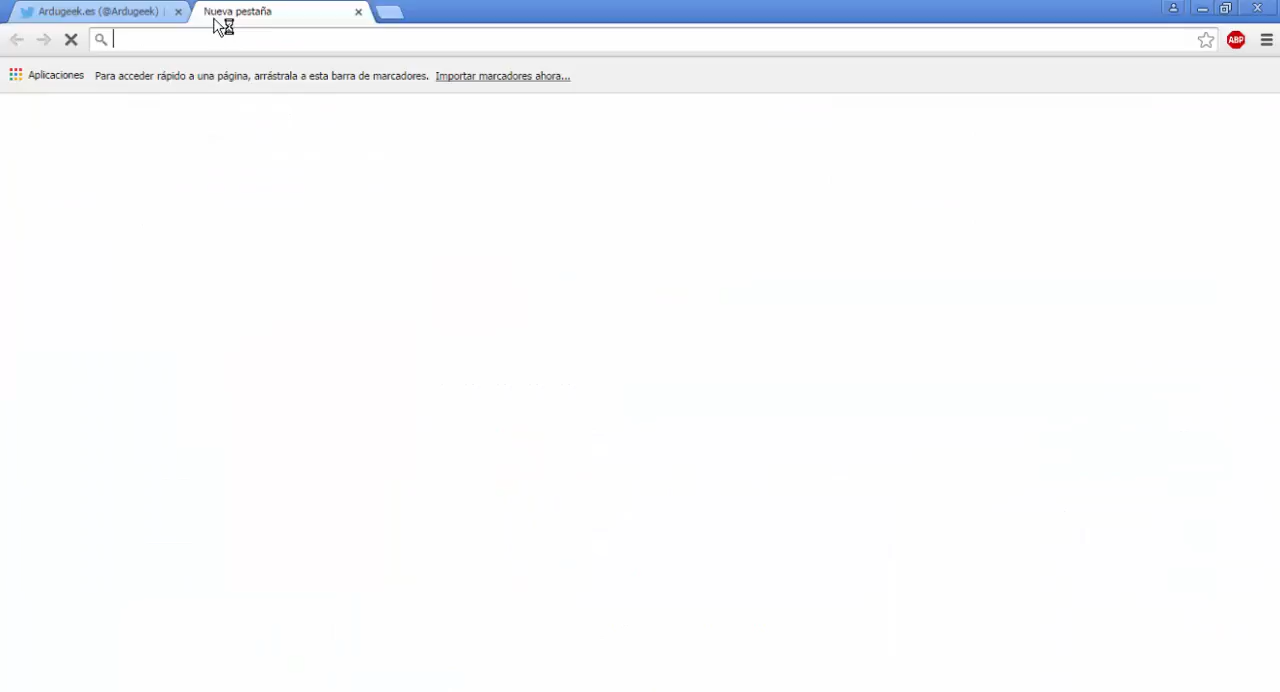 Ardugeek.es (@Ardugeek) |
Nueva pestaña
Aplicaciones
Para acceder rápido a una página, arrástrala a esta barra de marcadores. Importar marcadores ahora...
ABP